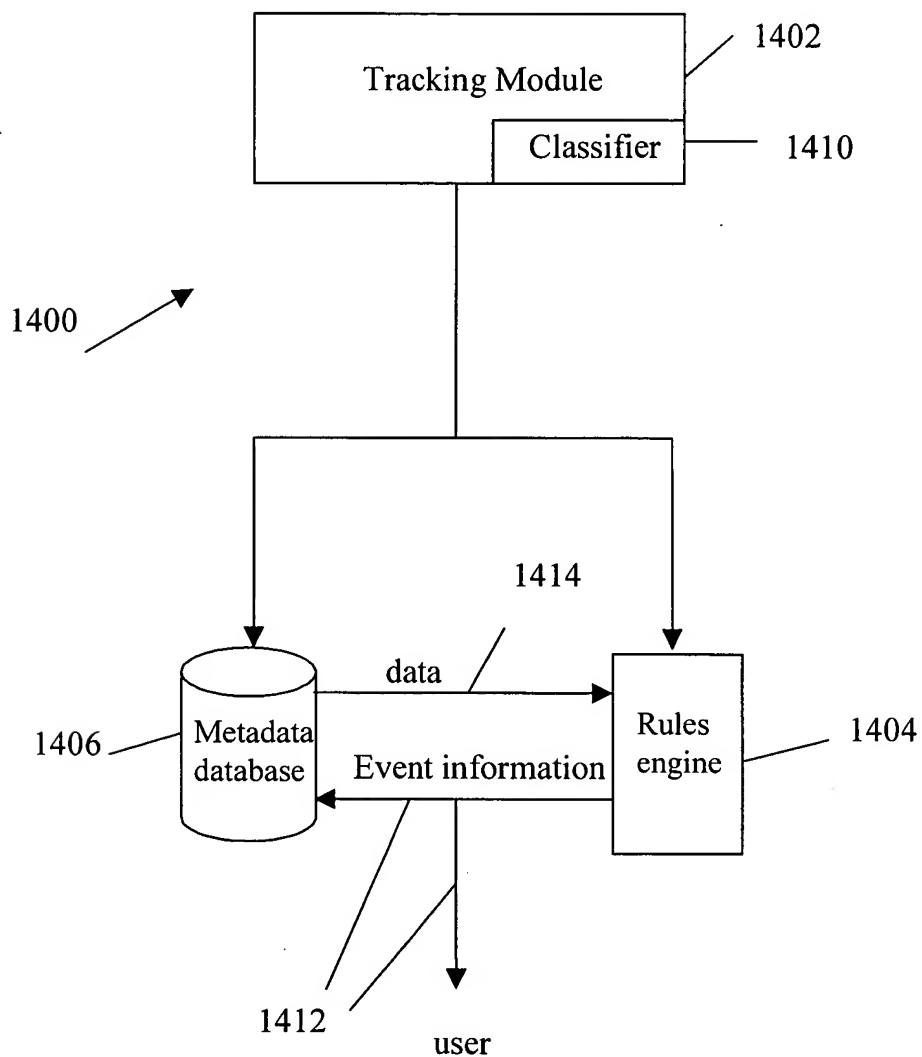 1402
Tracking Module
Classifier
1410
1400
1414
data
1406
Metadata
database
Rules
engine
1404
Event information
1412
user